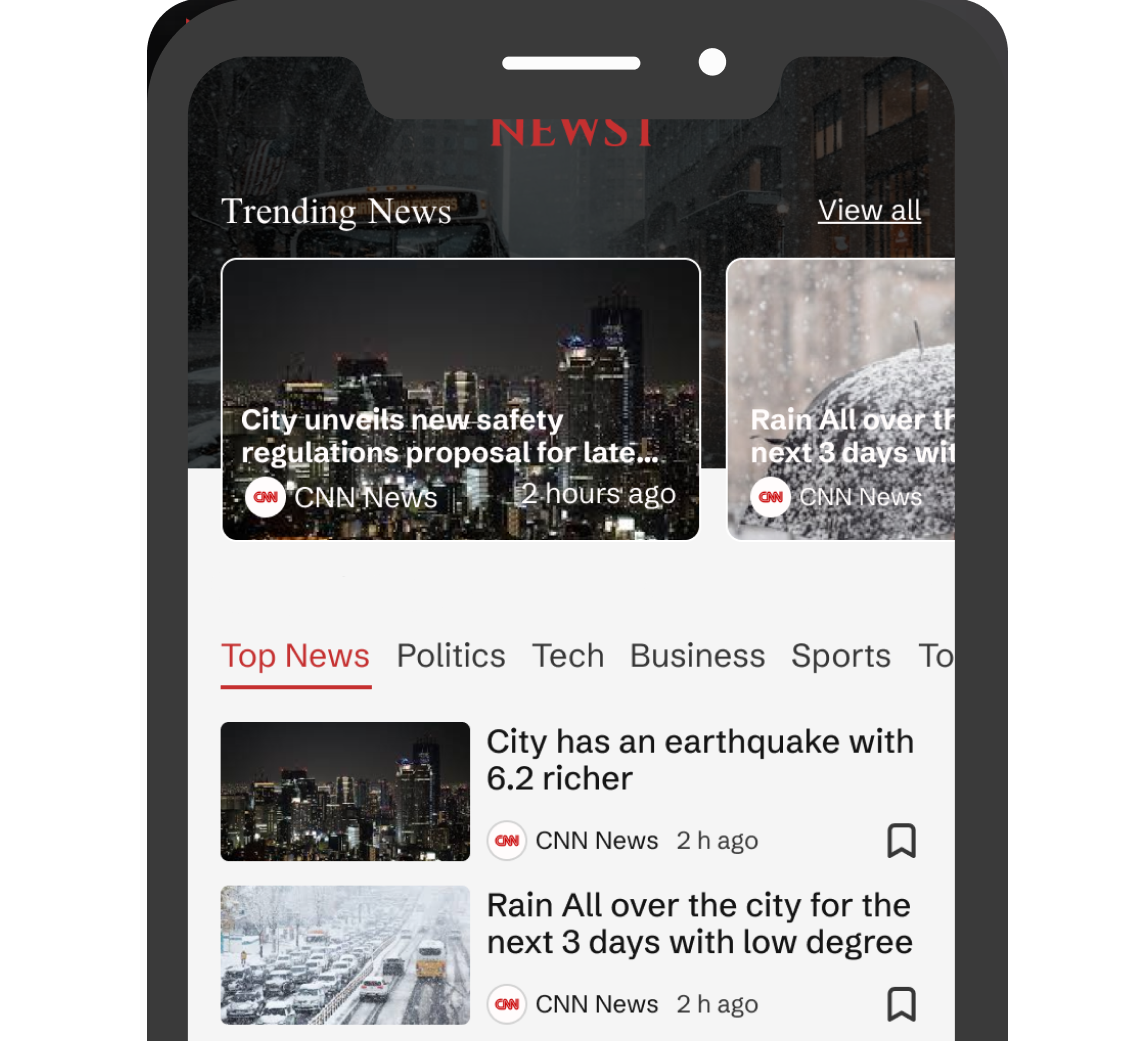 NEWST
Trending News
View all
City unveils new safety
regulations proposal for late...
CNN CNN News
2 hours ago
Rain All over
next 3 days
CNN CNN News
Top News Politics Tech Business Sports To
City has an earthquake with
6.2 richer
CNN CNN News 2 h ago
Rain All over the city for the
next 3 days with low degree
CNN CNN News 2 h ago